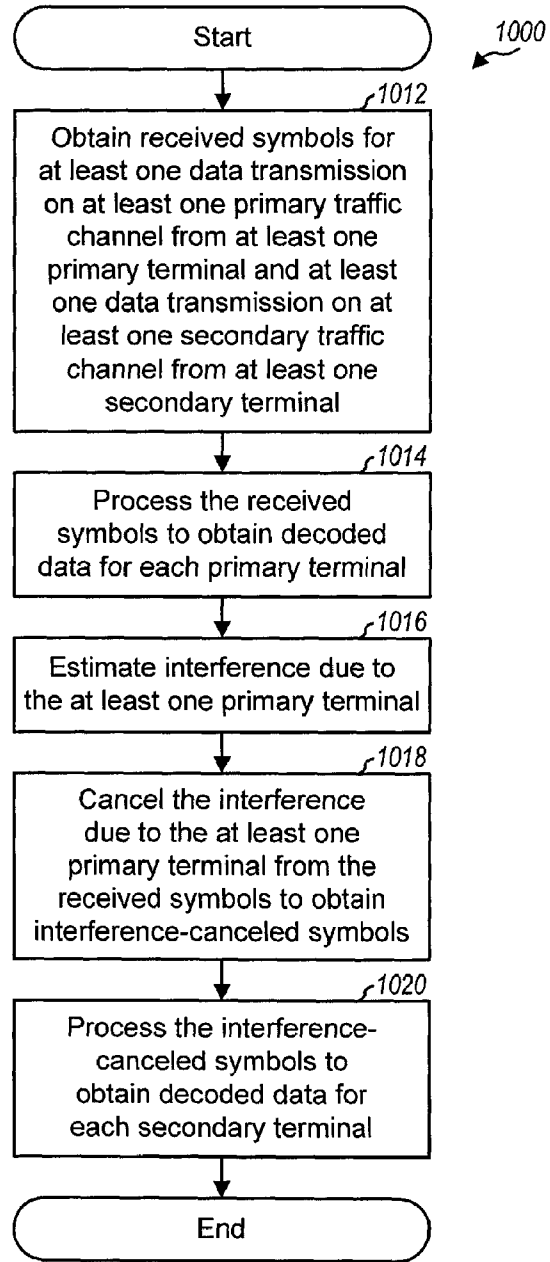 Start
1000
1012
Obtain received symbols for
at least one data transmission
on at least one primary traffic
channel from at least one
primary terminal and at least
one data transmission on at
least one secondary traffic
channel from at least one
secondary terminal
1014
Process the received
symbols to obtain decoded
data for each primary terminal
1016
Estimate interference due to
the at least one primary terminal
1018
Cancel the interference
due to the at least one
primary terminal from the
received symbols to obtain
interference-canceled symbols
1020
Process the interference-
canceled symbols to
obtain decoded data for
each secondary terminal
End